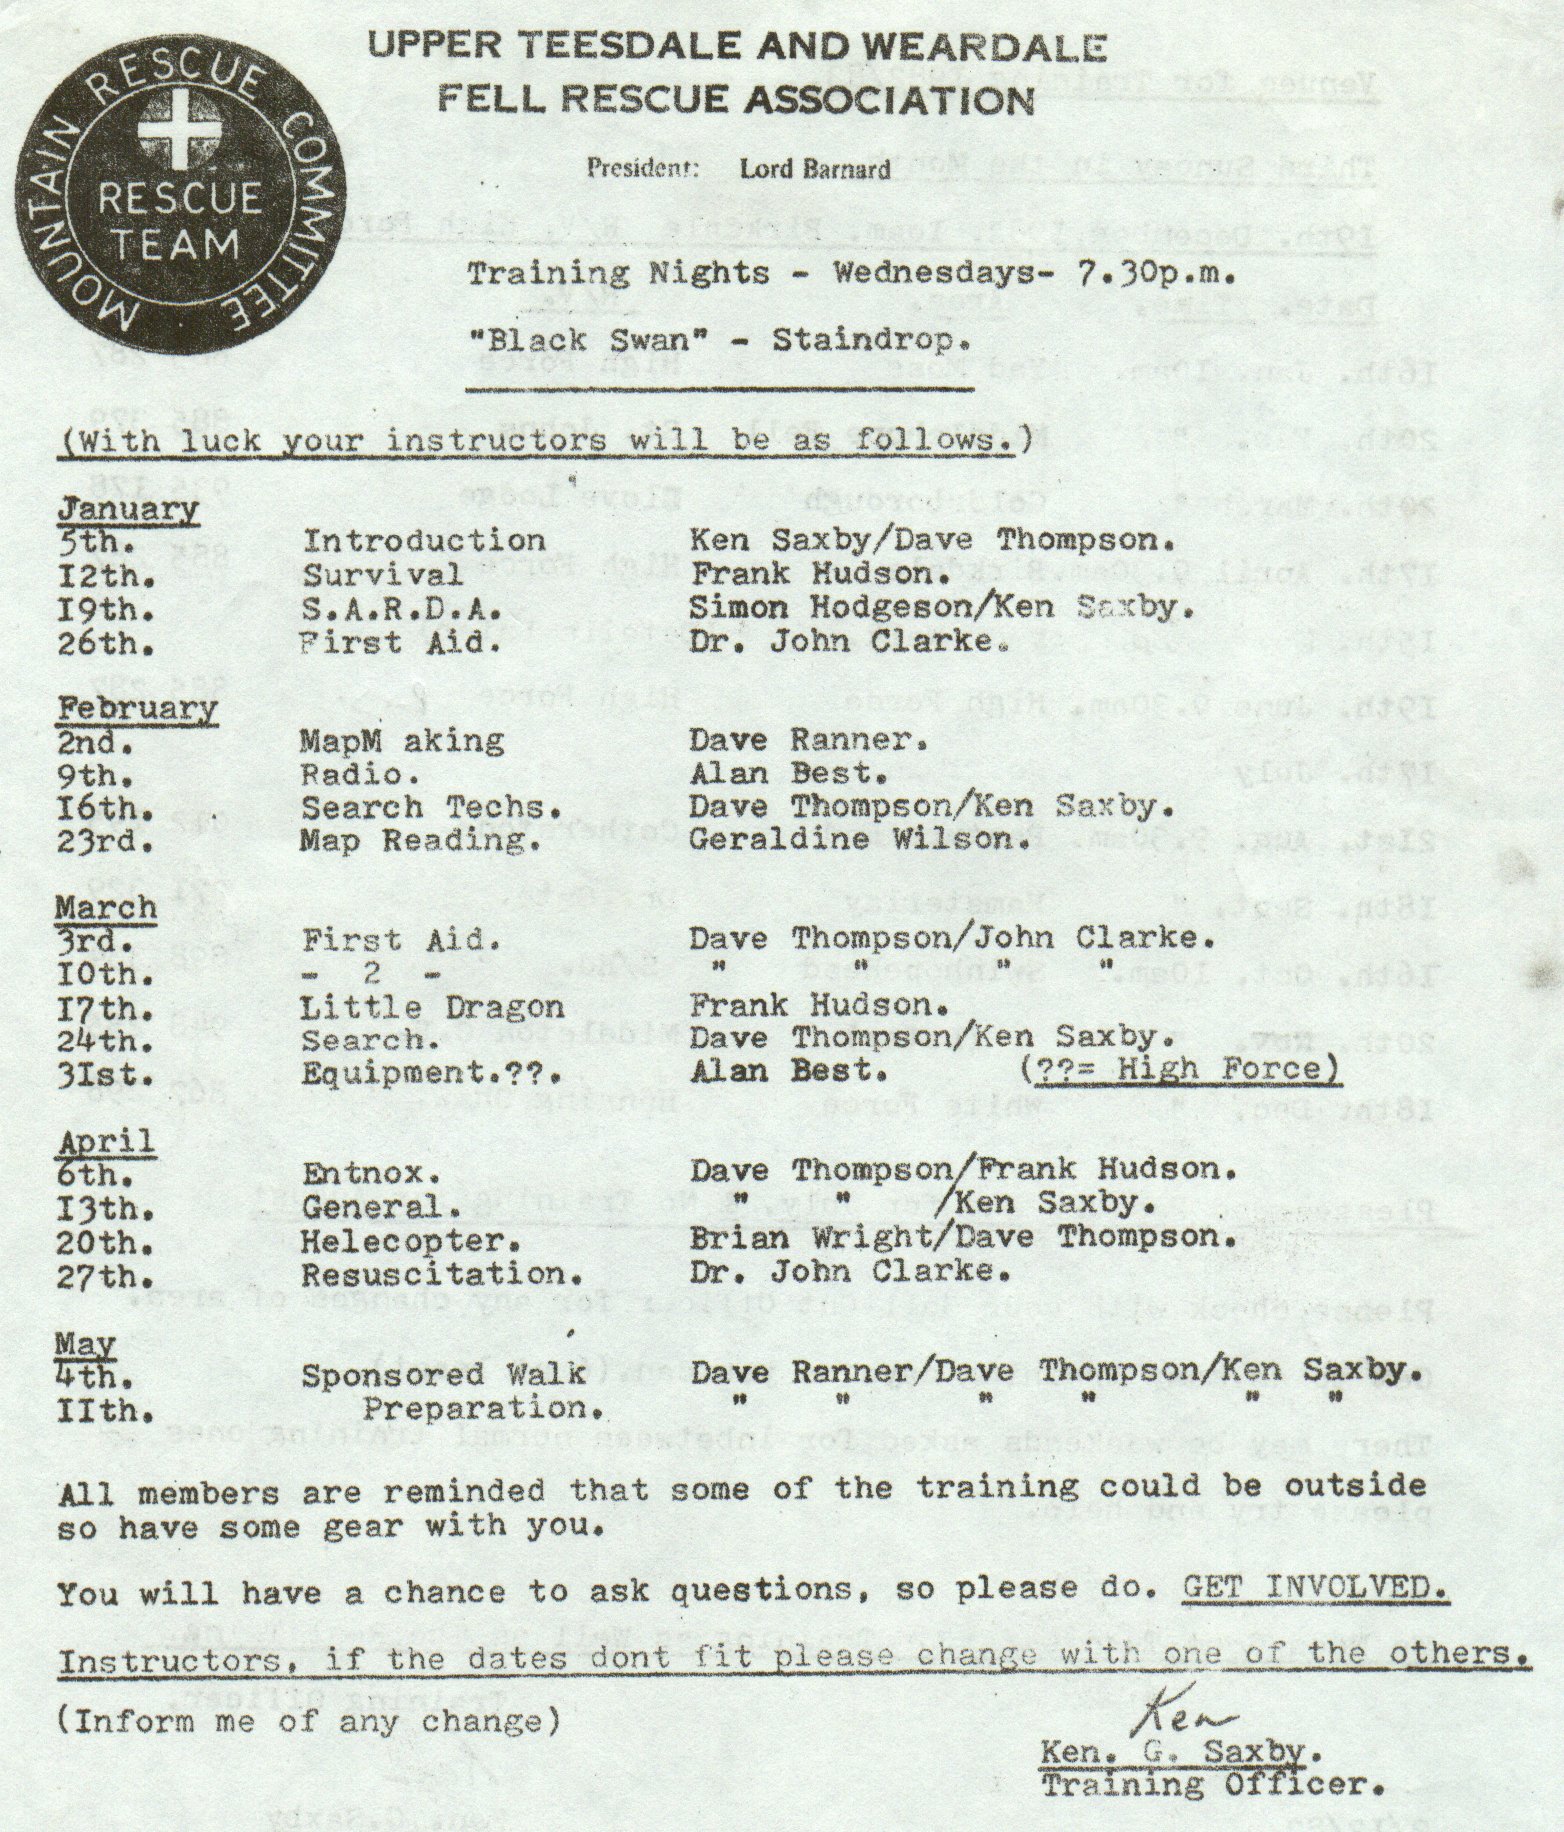 MOUNTAIN RESCUE COMMITTEE
RESCUE
TEAM
UPPER TEESDALE AND WEARDALE
FELL RESCUE ASSOCIATION
President: Lord Barnard
Training Nights - Wednesdays- 7.30p.m.
"Black Swan" - Staindrop.
(With luck your instructors will be as follows.)
January
5th. Introduction Ken Saxby/Dave Thompson.
I2th. Survival Frank Hudson.
I9th. S.A.R.D.A. Simon Hodgeson/Ken Saxby.
26th. First Aid. Dr. John Clarke.
February
2nd. MapM aking Dave Ranner.
9th. Radio. Alan Best.
I6th. Search Techs. Dave Thompson/Ken Saxby.
23rd. Map Reading. Geraldine Wilson.
March
3rd. First Aid. Dave Thompson/John Clarke.
I0th. - 2 - " " " "
I7th. Little Dragon Frank Hudson.
24th. Search. Dave Thompson/Ken Saxby.
3Ist. Equipment.??. Alan Best. (??= High Force)
April
6th. Entnox. Dave Thompson/Frank Hudson.
I3th. General. " " /Ken Saxby.
20th. Helecopter. Brian Wright/Dave Thompson.
27th. Resuscitation. Dr. John Clarke.
May
4th. Sponsored Walk Dave Ranner/Dave Thompson/Ken Saxby.
IIth. Preparation. " " " " " "
All members are reminded that some of the training could be outside
so have some gear with you.
You will have a chance to ask questions, so please do. GET INVOLVED.
Instructors, if the dates dont fit please change with one of the others.
(Inform me of any change)
Ken
Ken. G. Saxby.
Training Officer.